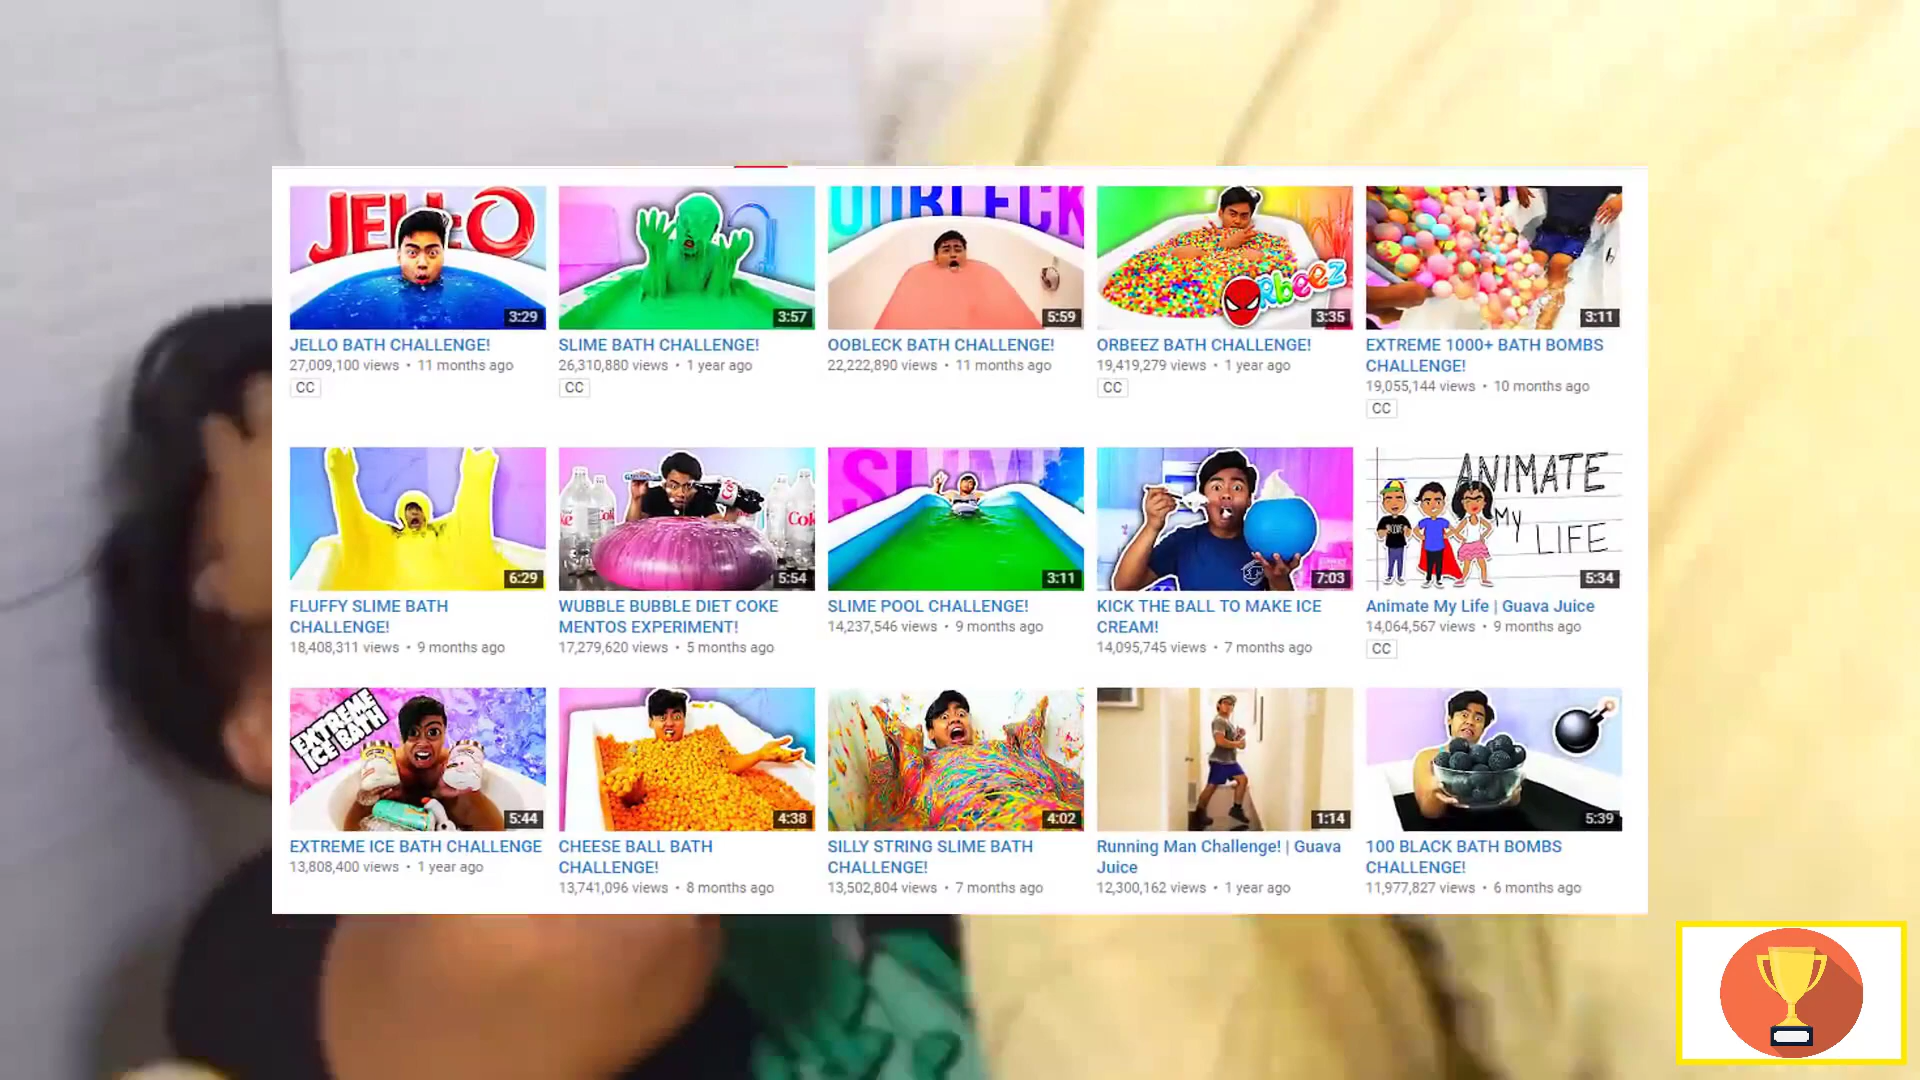 JELLO
3:29
JELLO BATH CHALLENGE!
27,009,100 views • 11 months ago
CC
3:57
SLIME BATH CHALLENGE!
26,310,880 views • 1 year ago
CC
OOBLECK
5:59
OOBLECK BATH CHALLENGE!
22,222,890 views • 11 months ago
Orbeez
3:35
ORBEEZ BATH CHALLENGE!
19,419,279 views • 1 year ago
CC
3:11
EXTREME 1000+ BATH BOMBS
CHALLENGE!
19,055,144 views • 10 months ago
CC
6:29
FLUFFY SLIME BATH
CHALLENGE!
18,408,311 views • 9 months ago
Coke
5:54
WUBBLE BUBBLE DIET COKE
MENTOS EXPERIMENT!
17,279,620 views • 5 months ago
SLIME
3:11
SLIME POOL CHALLENGE!
14,237,546 views • 9 months ago
7:03
KICK THE BALL TO MAKE ICE
CREAM!
14,095,745 views • 7 months ago
ANIMATE
MY
LIFE
5:34
Animate My Life | Guava Juice
14,064,567 views • 9 months ago
CC
EXTREME
ICE BATH
5:44
EXTREME ICE BATH CHALLENGE
13,808,400 views • 1 year ago
4:38
CHEESE BALL BATH
CHALLENGE!
13,741,096 views • 8 months ago
4:02
SILLY STRING SLIME BATH
CHALLENGE!
13,502,804 views • 7 months ago
1:14
Running Man Challenge! | Guava
Juice
12,300,162 views • 1 year ago
5:39
100 BLACK BATH BOMBS
CHALLENGE!
11,977,827 views • 6 months ago